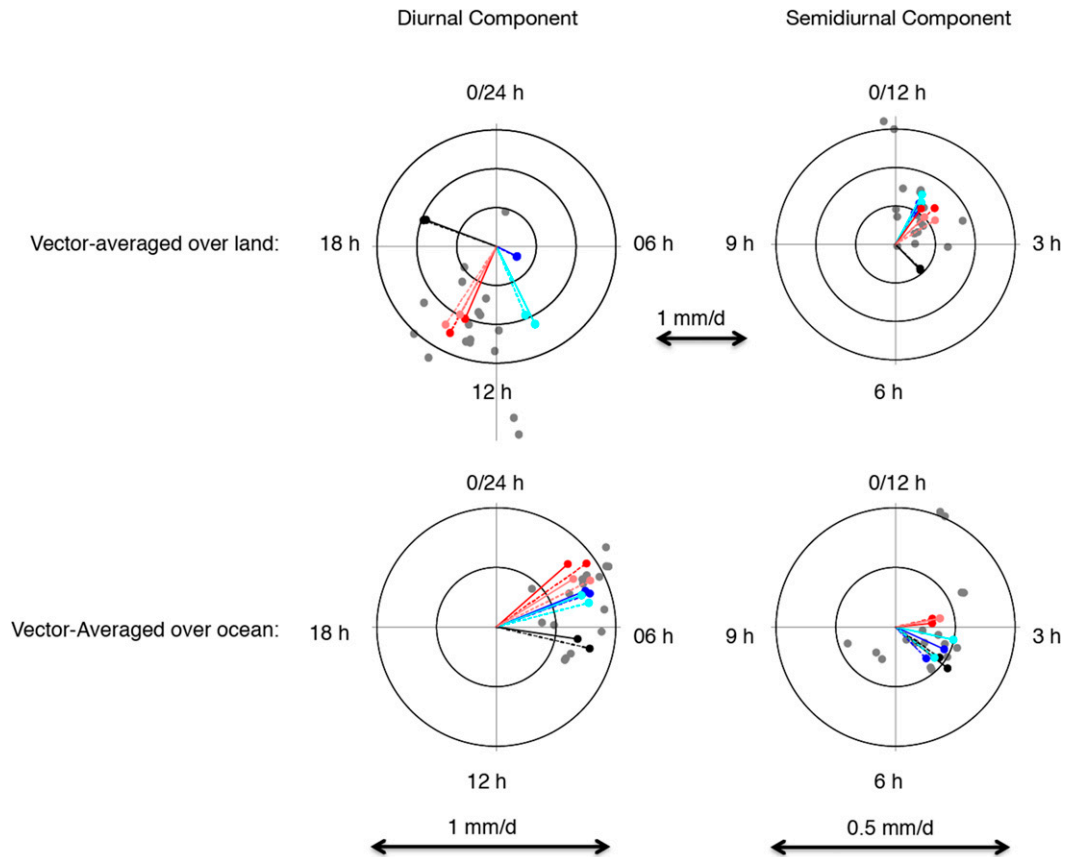 Diurnal Component
Semidiurnal Component
0/24 h
0/12 h
Vector-averaged over land:
18 h
06 h
9 h
3 h
1 mm/d
12 h
6 h
0/24 h
0/12 h
Vector-Averaged over ocean:
18 h
06 h
9 h
3 h
12 h
6 h
1 mm/d
0.5 mm/d